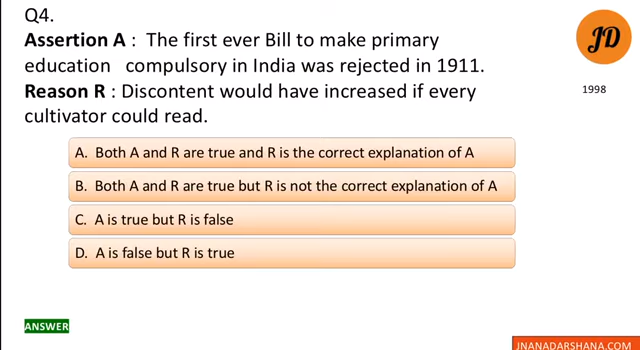 Q4.
Assertion A : The first ever Bill to make primary
education compulsory in India was rejected in 1911.
Reason R : Discontent would have increased if every
cultivator could read.
JD
1998
A. Both A and R are true and R is the correct explanation of A
B. Both A and R are true but R is not the correct explanation of A
C. A is true but R is false
D. A is false but R is true
ANSWER
JNANADARSHANA.COM